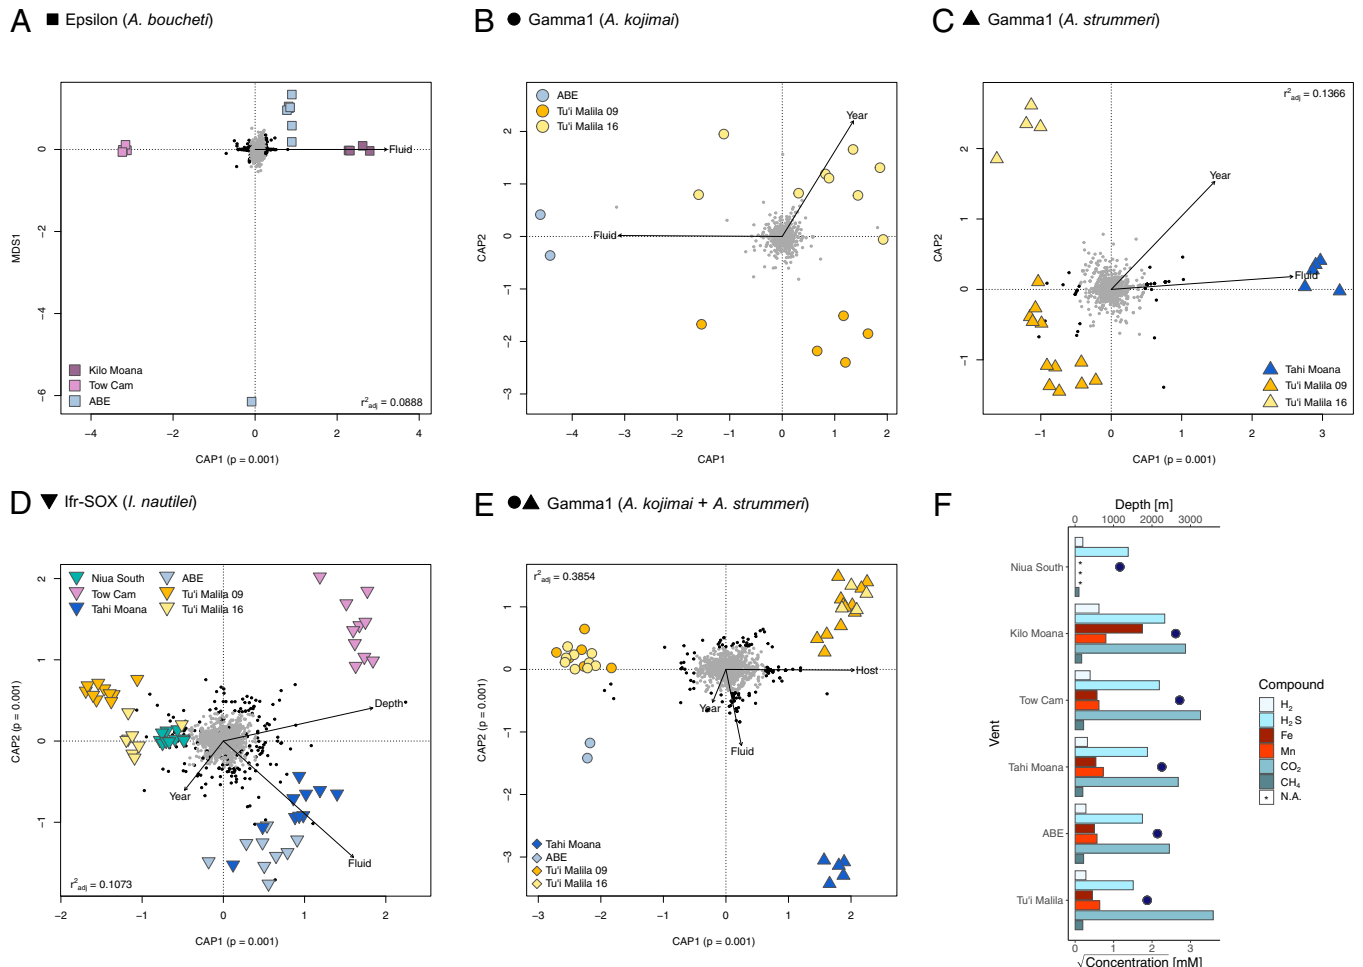 A ■ Epsilon (A. boucheti)
MDS1
0
−2
−4
−6
Fluid
Kilo Moana
Tow Cam
ABE
r²adj = 0.0888
−4 −2 0 2 4
CAP1 (p = 0.001)
B ● Gamma1 (A. kojimai)
CAP2
2
1
0
−1
−2
−3
ABE
Tu'i Malila 09
Tu'i Malila 16
Year
Fluid
−4 −3 −2 −1 0 1 2
CAP1
C ▲ Gamma1 (A. strummeri)
r²adj = 0.1366
CAP2
2
1
0
−1
Year
Fluid
Tahi Moana
Tu'i Malila 09
Tu'i Malila 16
−1 0 1 2 3
CAP1 (p = 0.001)
D ▼ Ifr-SOX (I. nautilei)
CAP2 (p = 0.001)
2
1
0
−1
Niua South ABE
Tow Cam Tu'i Malila 09
Tahi Moana Tu'i Malila 16
Depth
Year
Fluid
r²adj = 0.1073
−2 −1 0 1 2
CAP1 (p = 0.001)
E ●▲ Gamma1 (A. kojimai + A. strummeri)
r²adj = 0.3854
CAP2 (p = 0.001)
1
0
−1
−2
−3
Host
Year
Fluid
Tahi Moana
ABE
Tu'i Malila 09
Tu'i Malila 16
−3 −2 −1 0 1 2
CAP1 (p = 0.001)
F
Depth [m]
0 1000 2000 3000
Vent
Niua South
*
*
*
Kilo Moana
Tow Cam
Tahi Moana
ABE
Tu'i Malila
0 1 2 3
√Concentration [mM]
Compound
H₂
H₂S
Fe
Mn
CO₂
CH₄
* N.A.